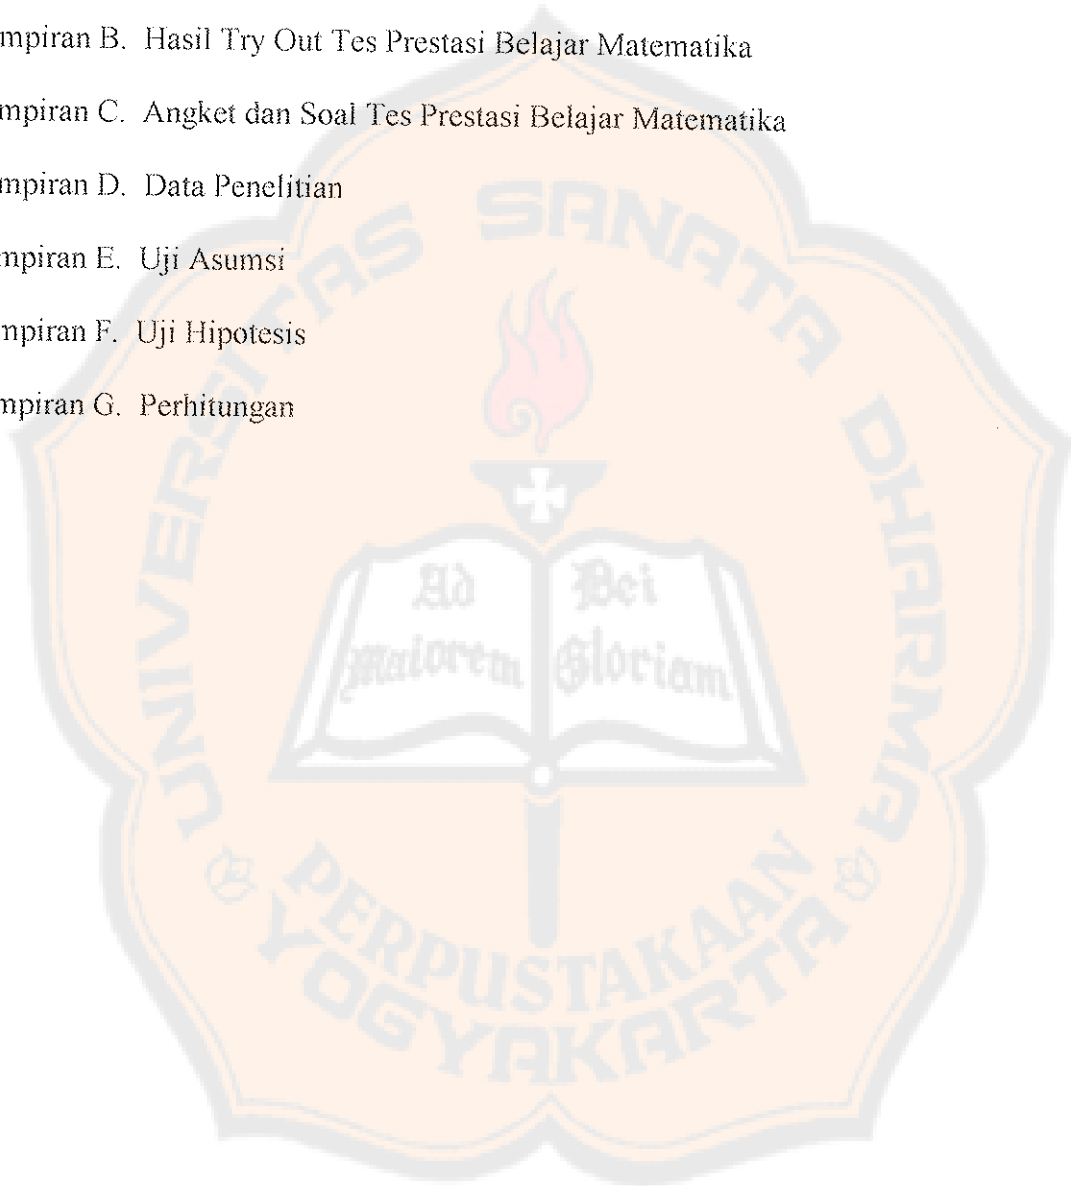 mpiran B. Hasil Try Out Tes Prestasi Belajar Matematika
mpiran C. Angket dan Soal Tes Prestasi Belajar Matematika
mpiran D. Data Penelitian
mpiran E. Uji Asumsi
mpiran F. Uji Hipotesis
mpiran G. Perhitungan
UNIVERSITAS SANATA DHARMA
Ad Dei
Maiorem Gloriam
PERPUSTAKAAN
YOGYAKARTA